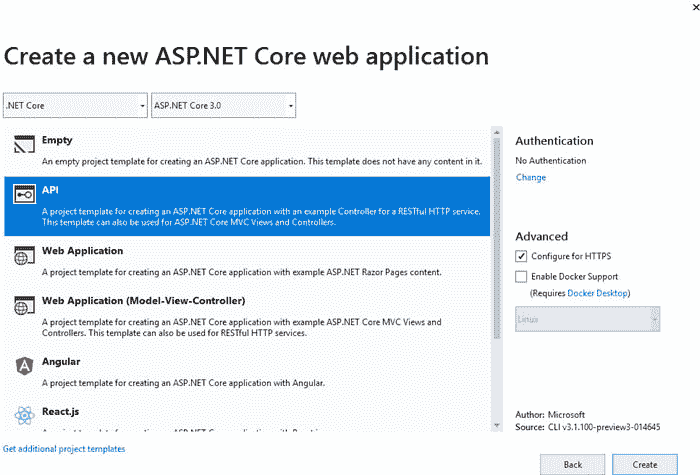 Create a new ASP.NET Core web application
.NET Core
ASP.NET Core 3.0
Empty
An empty project template for creating an ASP.NET Core application. This template does not have any content in it.
API
A project template for creating an ASP.NET Core application with an example Controller for a RESTful HTTP service.
This template can also be used for ASP.NET Core MVC Views and Controllers.
Web Application
A project template for creating an ASP.NET Core application with example ASP.NET Razor Pages content.
Web Application (Model-View-Controller)
A project template for creating an ASP.NET Core application with example ASP.NET Core MVC Views and
Controllers. This template can also be used for RESTful HTTP services.
Angular
A project template for creating an ASP.NET Core application with Angular.
React.js
Get additional project templates
Authentication
No Authentication
Change
Advanced
Configure for HTTPS
Enable Docker Support
(Requires Docker Desktop)
Linux
Author: Microsoft
Source: CLI v3.1.100-preview3-014645
Back
Create